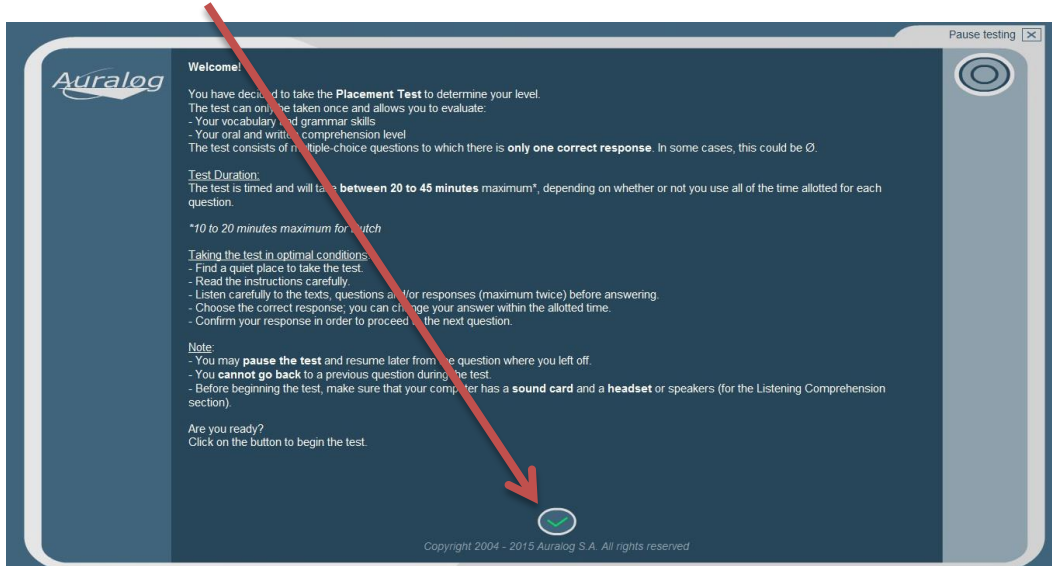 Pause testing
Auralog
Welcome!
You have decided to take the Placement Test to determine your level.
The test can only be taken once and allows you to evaluate:
- Your vocabulary and grammar skills
- Your oral and written comprehension level
The test consists of multiple-choice questions to which there is only one correct response. In some cases, this could be Ø.
Test Duration:
The test is timed and will take between 20 to 45 minutes maximum*, depending on whether or not you use all of the time allotted for each
question.
*10 to 20 minutes maximum for Dutch
Taking the test in optimal conditions:
- Find a quiet place to take the test.
- Read the instructions carefully.
- Listen carefully to the texts, questions and/or responses (maximum twice) before answering.
- Choose the correct response; you can change your answer within the allotted time.
- Confirm your response in order to proceed to the next question.
Note:
- You may pause the test and resume later from the question where you left off.
- You cannot go back to a previous question during the test.
- Before beginning the test, make sure that your computer has a sound card and a headset or speakers (for the Listening Comprehension
section).
Are you ready?
Click on the button to begin the test.
Copyright 2004 - 2015 Auralog S.A. All rights reserved